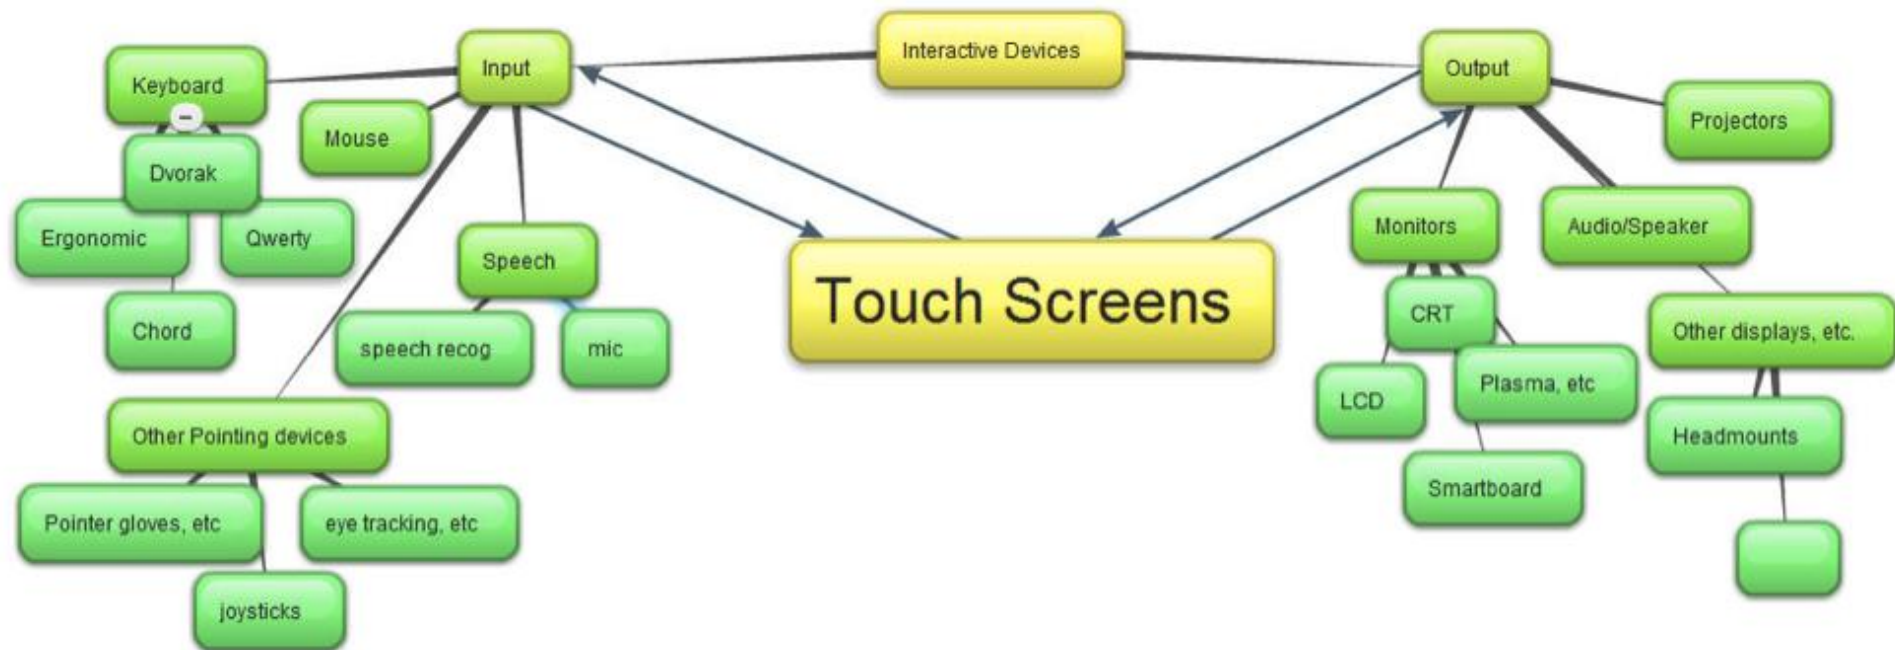 Interactive Devices
Input
Output
Keyboard
Mouse
Dvorak
Ergonomic
Qwerty
Chord
Speech
speech recog
mic
Other Pointing devices
Pointer gloves, etc
eye tracking, etc
joysticks
Touch Screens
Projectors
Monitors
Audio/Speaker
CRT
LCD
Plasma, etc
Smartboard
Other displays, etc.
Headmounts